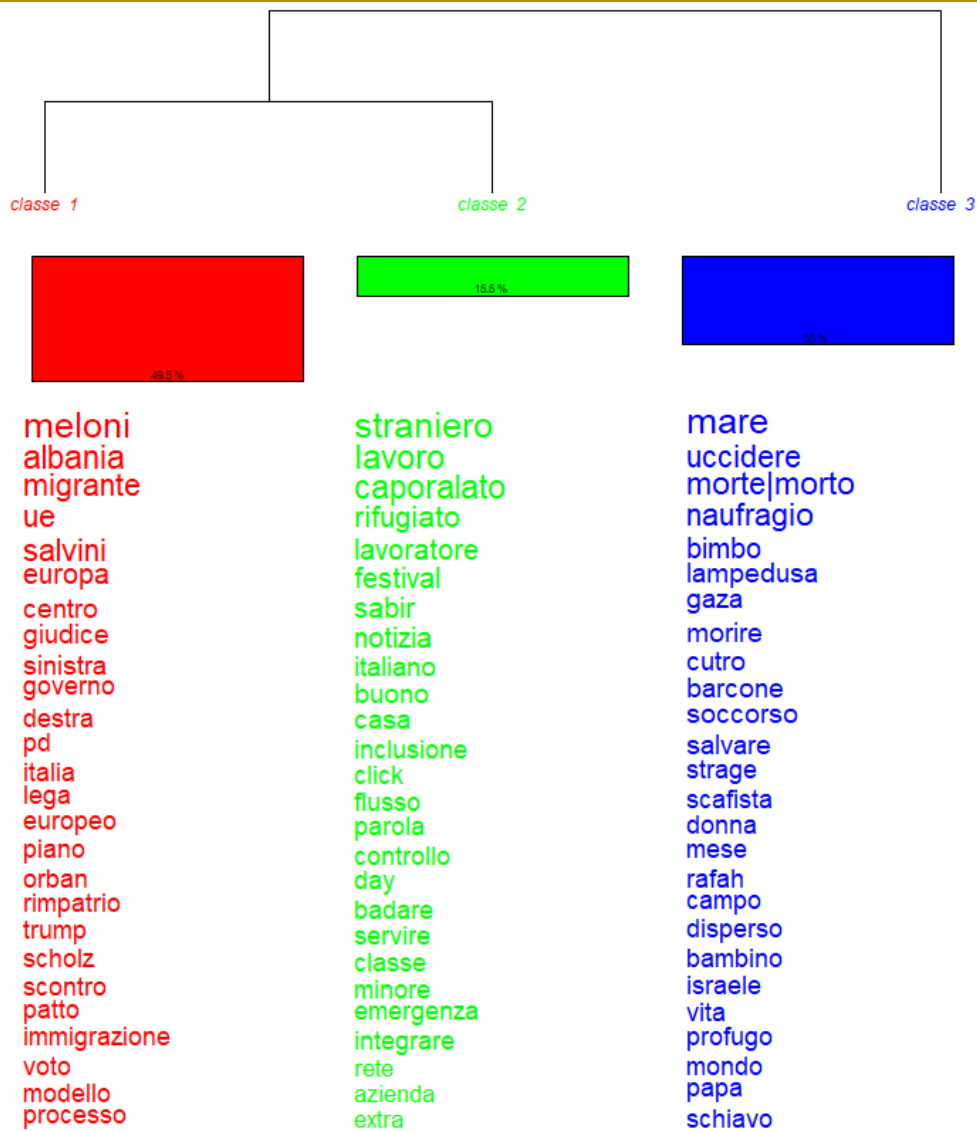 classe 1
classe 2
classe 3
49.5 %
15.5 %
35 %
meloni
albania
migrante
ue
salvini
europa
centro
giudice
sinistra
governo
destra
pd
italia
lega
europeo
piano
orban
rimpatrio
trump
scholz
scontro
patto
immigrazione
voto
modello
processo
straniero
lavoro
caporalato
rifugiato
lavoratore
festival
sabir
notizia
italiano
buono
casa
inclusione
click
flusso
parola
controllo
day
badare
servire
classe
minore
emergenza
integrare
rete
azienda
extra
mare
uccidere
morte|morto
naufragio
bimbo
lampedusa
gaza
morire
cutro
barcone
soccorso
salvare
strage
scafista
donna
mese
rafah
campo
disperso
bambino
israele
vita
profugo
mondo
papa
schiavo